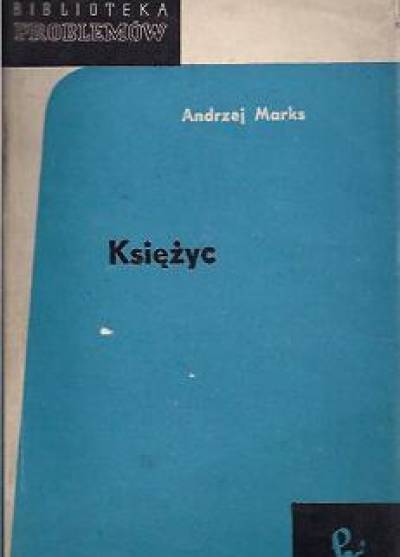 BIBLIOTEKA
PROBLEMÓW
Andrzej Marks
Księżyc